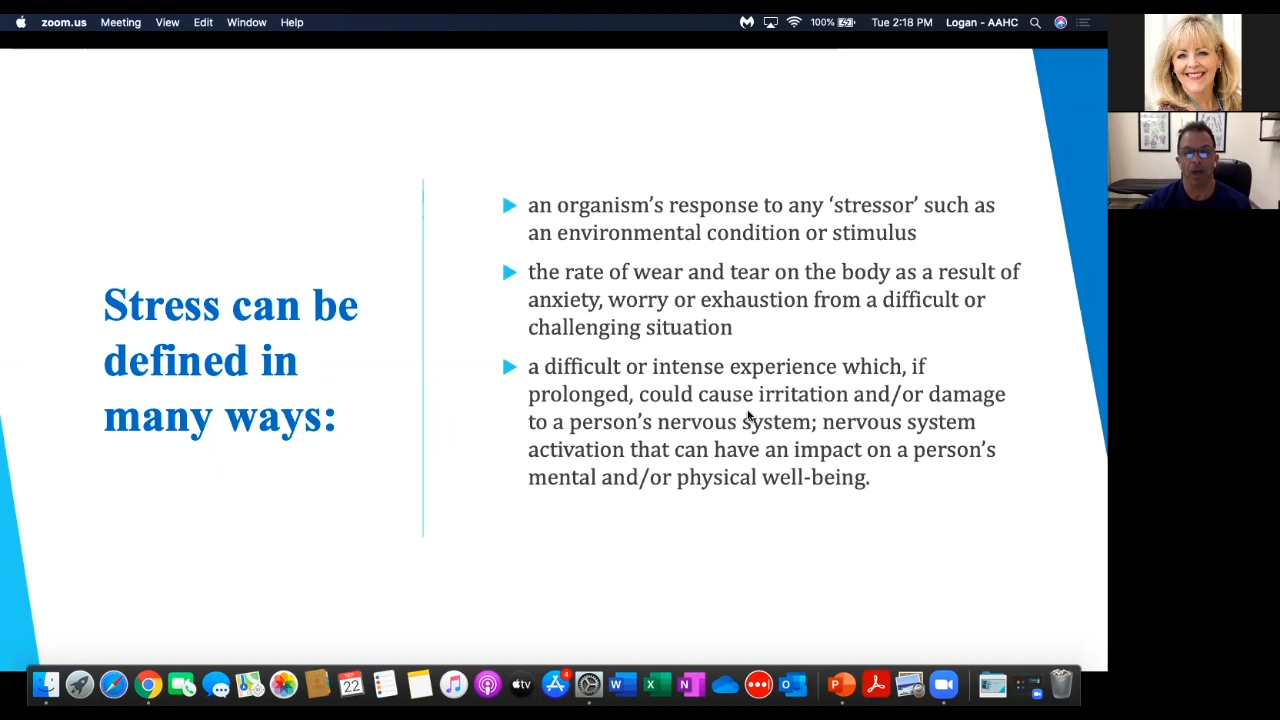 zoom.us Meeting View Edit Window Help 100% Tue 2:18 PM Logan - AAHC
Stress can be
defined in
many ways:
an organism’s response to any ‘stressor’ such as
an environmental condition or stimulus
the rate of wear and tear on the body as a result of
anxiety, worry or exhaustion from a difficult or
challenging situation
a difficult or intense experience which, if
prolonged, could cause irritation and/or damage
to a person’s nervous system; nervous system
activation that can have an impact on a person’s
mental and/or physical well-being.
22 tv 4 W X N P